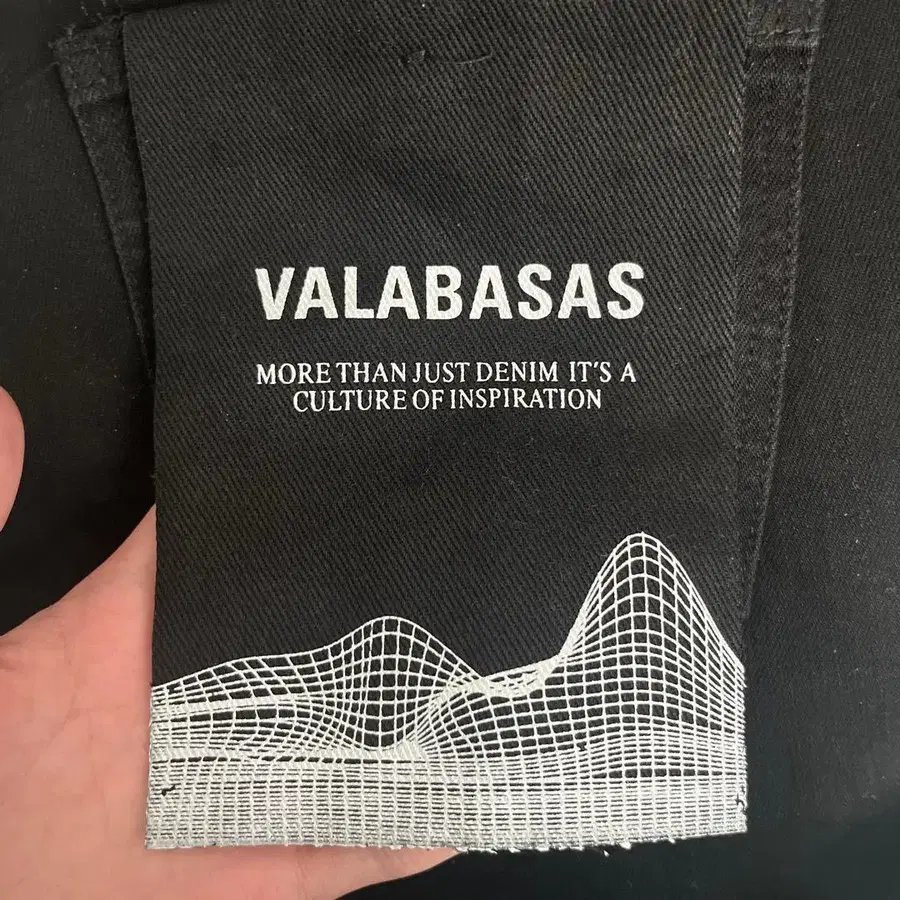 VALABASAS
MORE THAN JUST DENIM IT'S A
CULTURE OF INSPIRATION